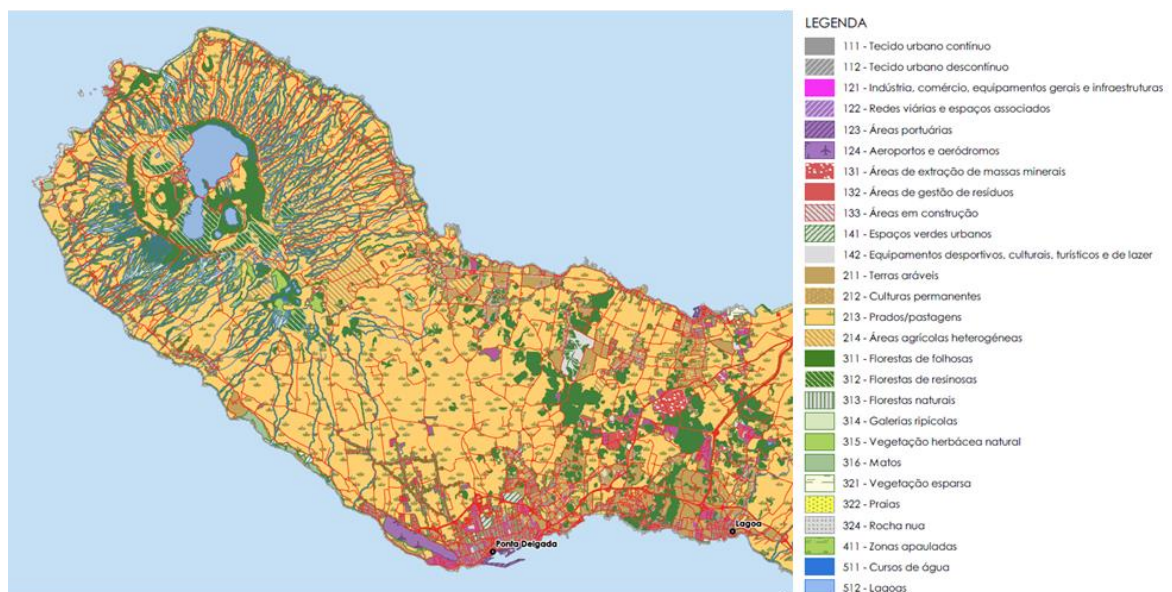 LEGENDA
111 - Tecido urbano contínuo
112 - Tecido urbano descontínuo
121 - Indústria, comércio, equipamentos gerais e infraestruturas
122 - Redes viárias e espaços associados
123 - Áreas portuárias
124 - Aeroportos e aeródromos
131 - Áreas de extração de massas minerais
132 - Áreas de gestão de resíduos
133 - Áreas em construção
141 - Espaços verdes urbanos
142 - Equipamentos desportivos, culturais, turísticos e de lazer
211 - Terras aráveis
212 - Culturas permanentes
213 - Prados/pastagens
214 - Áreas agrícolas heterogéneas
311 - Florestas de folhosas
312 - Florestas de resinosas
313 - Florestas naturais
314 - Galerias ripícolas
315 - Vegetação herbácea natural
316 - Matos
321 - Vegetação esparsa
322 - Praias
324 - Rocha nua
411 - Zonas apauladas
511 - Cursos de água
512 - Lagoas
Lagoa
Ponta Delgada